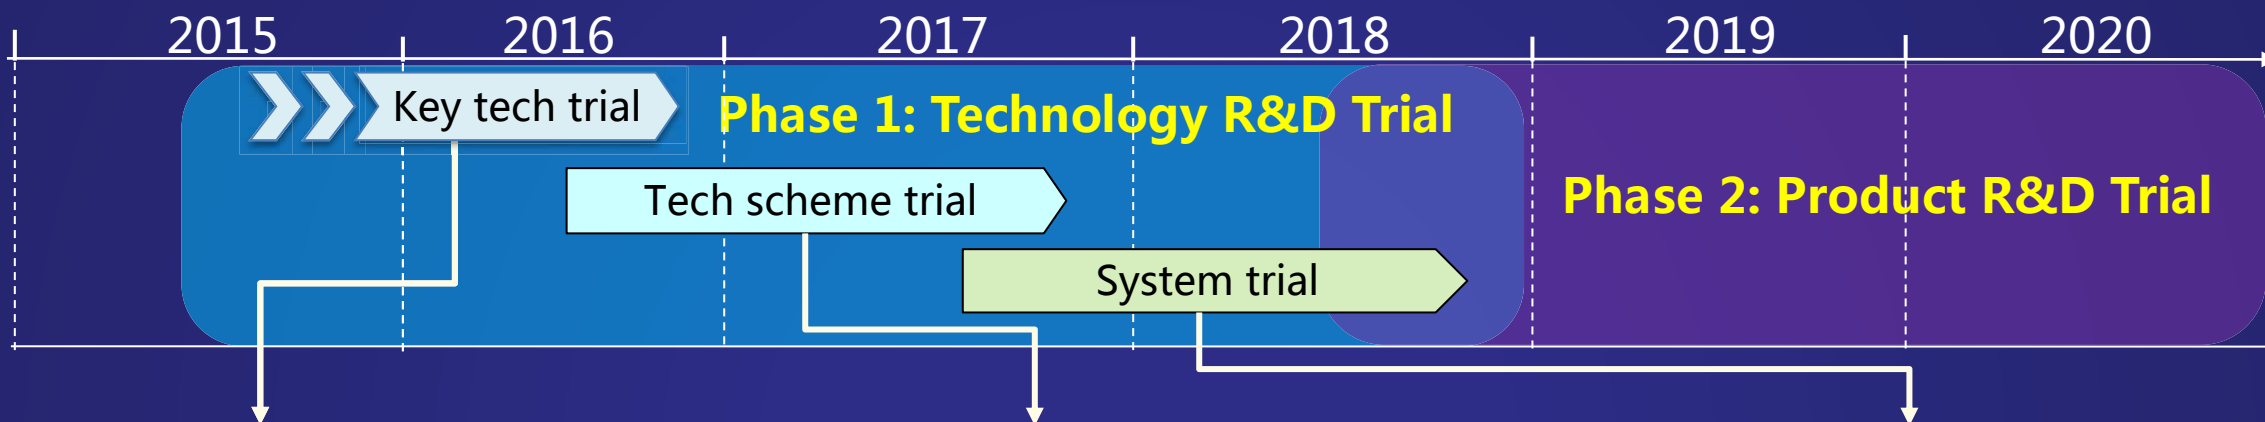 2015 2016 2017 2018 2019 2020
Key tech trial
Phase 1: Technology R&D Trial
Tech scheme trial
Phase 2: Product R&D Trial
System trial